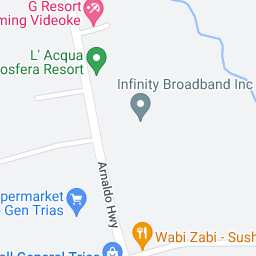 G Resort
ming Videoke
L' Acqua
osfera Resort
Infinity Broadband Inc
Arnaldo Hwy
permarket
Gen Trias
Wabi Zabi - Sush
ll General Trias